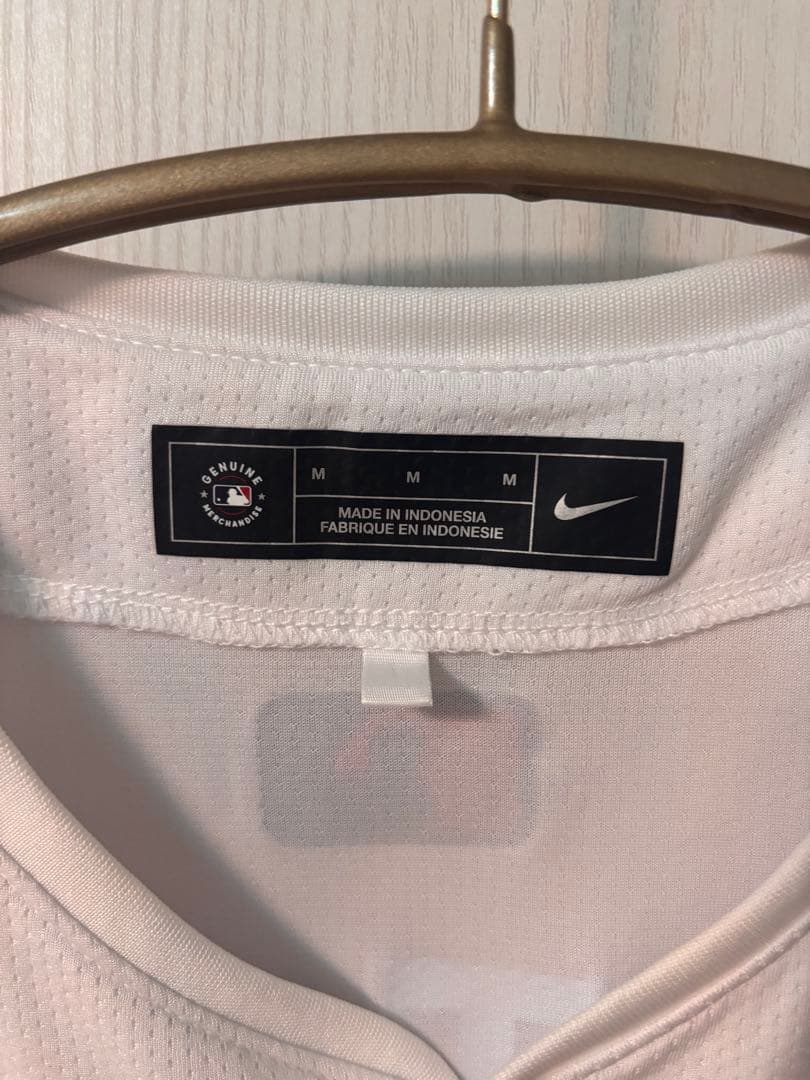 GENUINE
MERCHANDISE
M M M
MADE IN INDONESIA
FABRIQUE EN INDONESIE